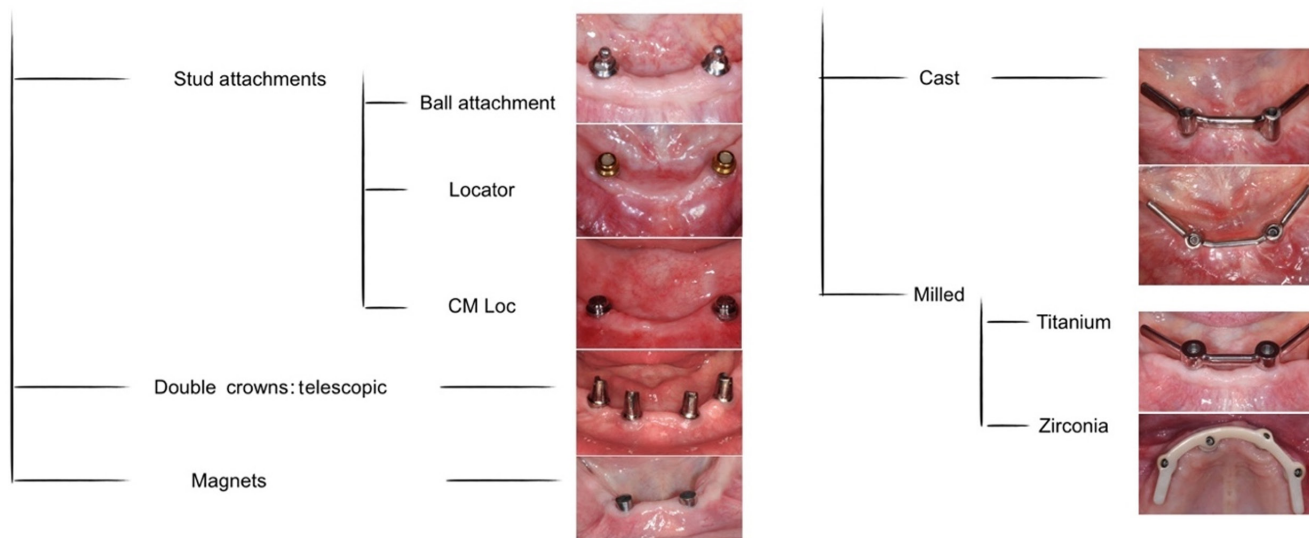 Stud attachments
Ball attachment
Locator
CM Loc
Double crowns: telescopic
Magnets
Cast
Milled
Titanium
Zirconia